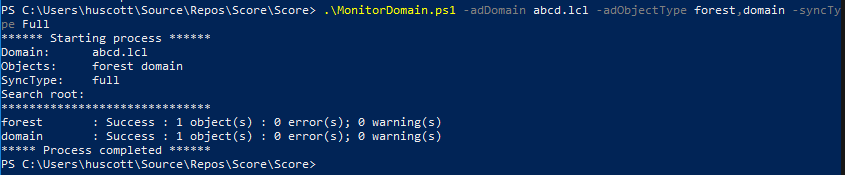 PS C:\Users\huscott\Source\Repos\Score\Score> .\MonitorDomain.ps1 -adDomain abcd.lcl -adObjectType forest,domain -syncTy
pe Full
****** Starting process ******
Domain:    abcd.lcl
Objects:   forest domain
SyncType:  full
Search root:
******************************
forest     : Success : 1 object(s) : 0 error(s); 0 warning(s)
domain     : Success : 1 object(s) : 0 error(s); 0 warning(s)
***** Process completed ******
PS C:\Users\huscott\Source\Repos\Score\Score>